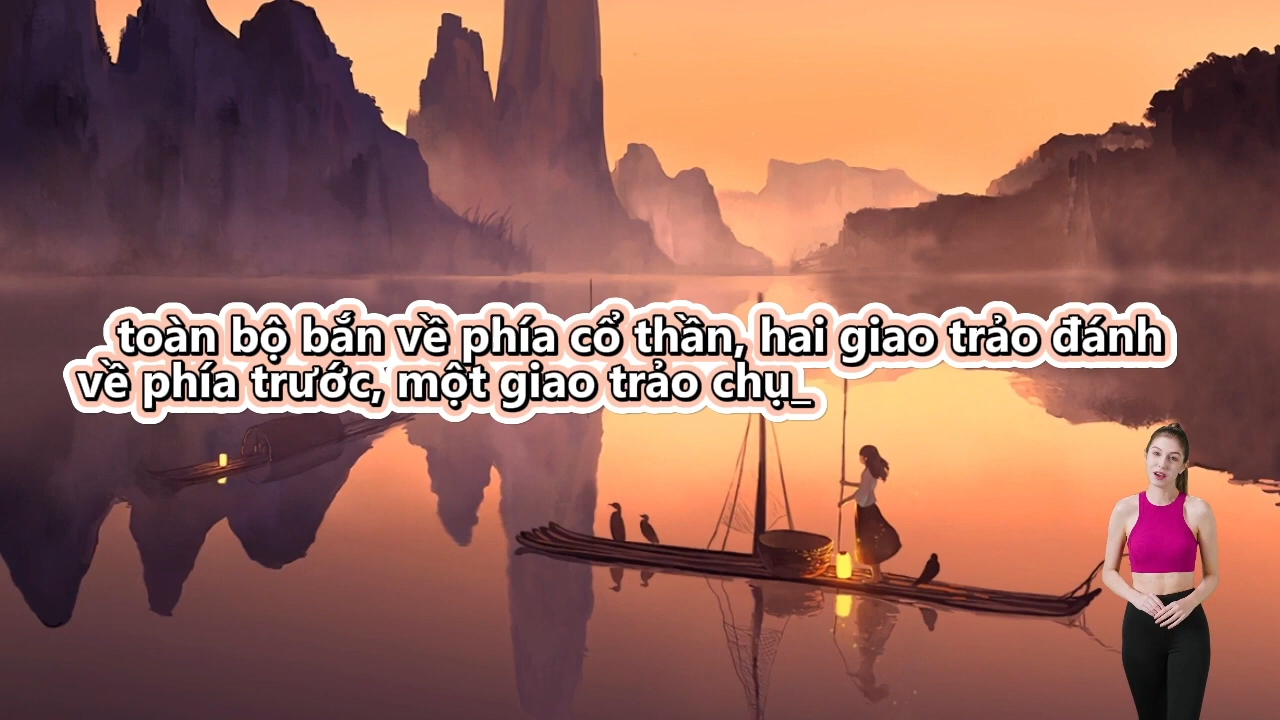 toàn bộ bắn về phía cổ thần, hai giao trảo đánh
về phía trước, một giao trảo chụ_